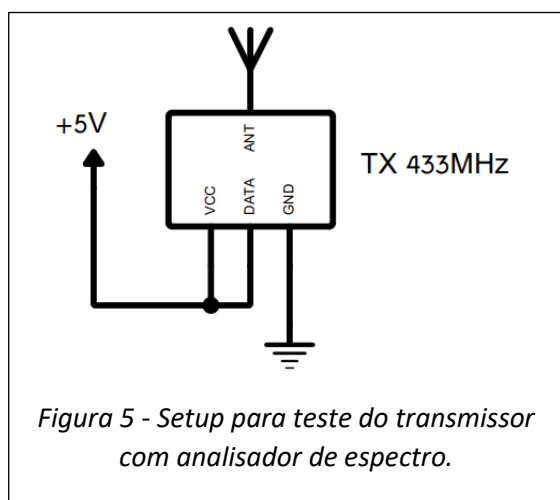 +5V
TX 433MHz
ANT
VCC
DATA
GND
Figura 5 - Setup para teste do transmissor
com analisador de espectro.